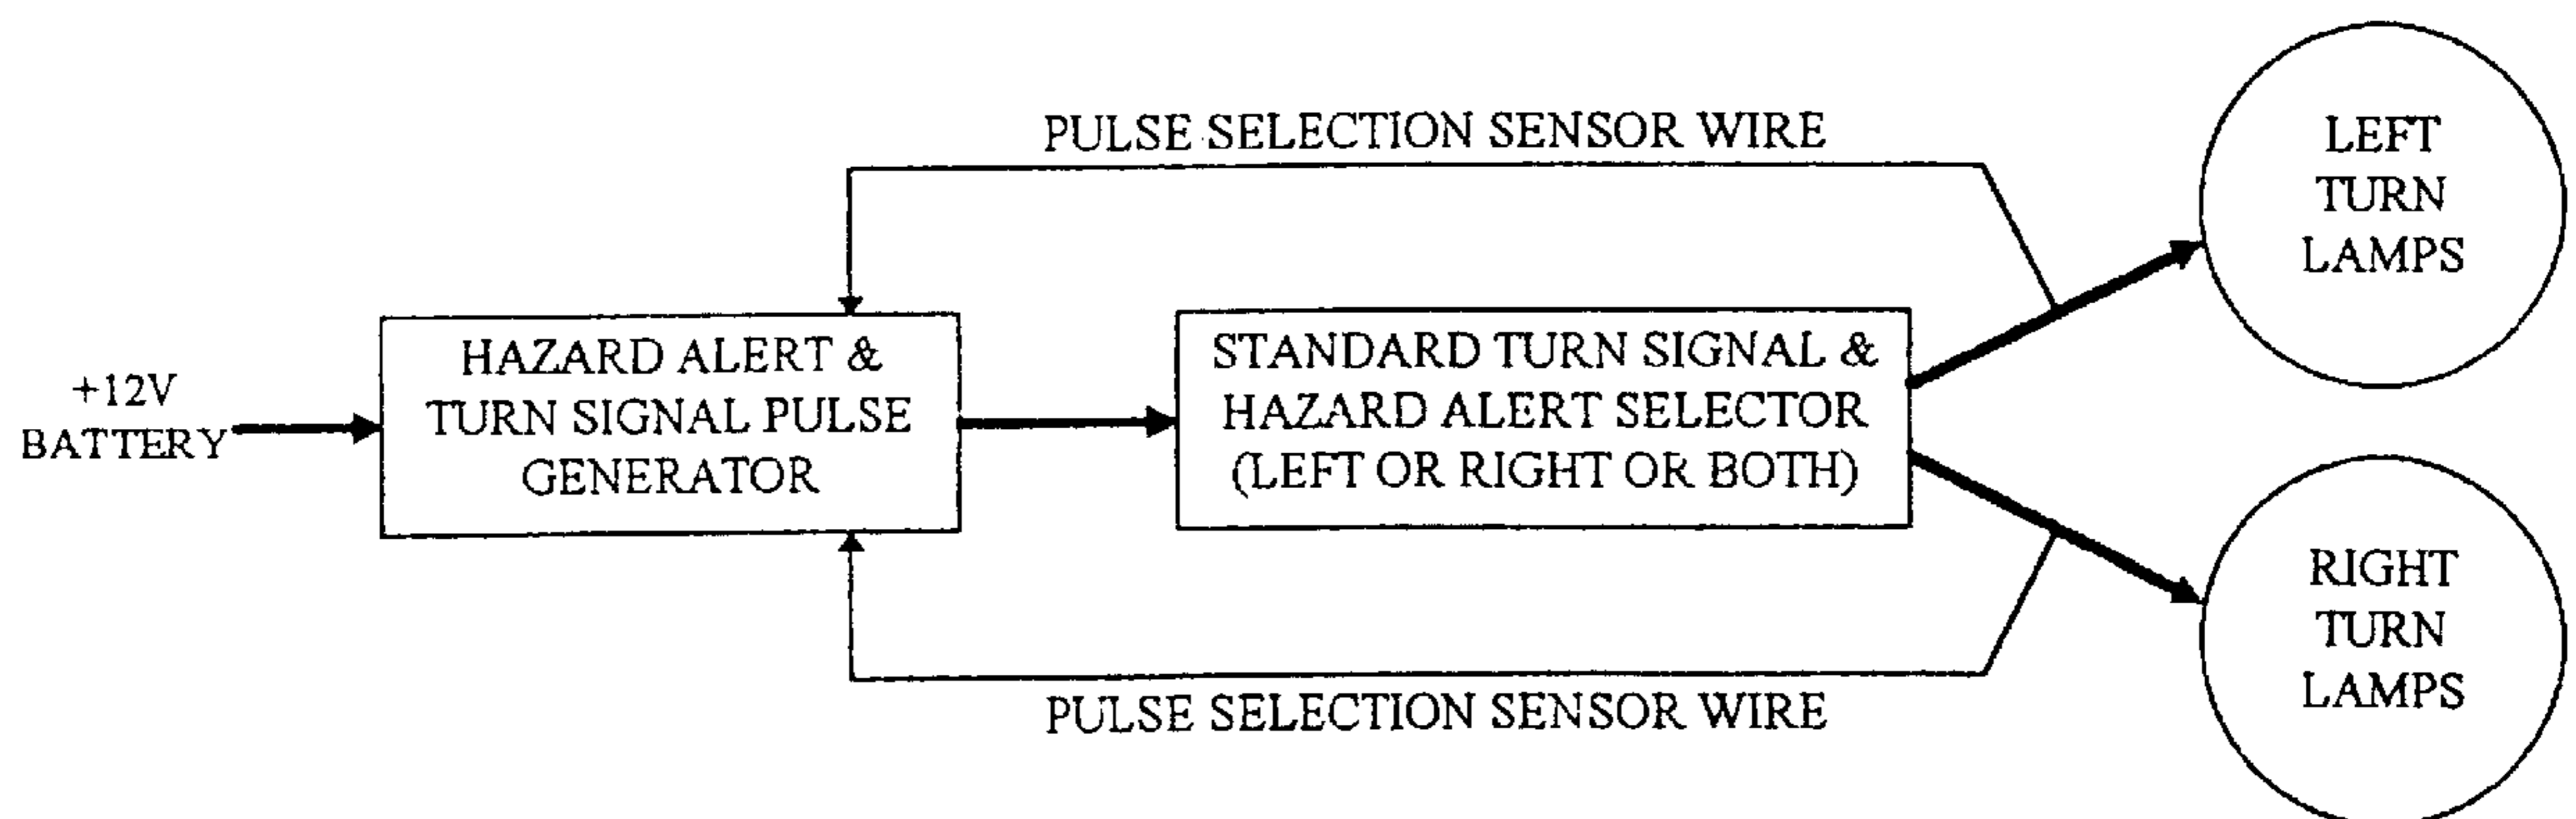 PULSE SELECTION SENSOR WIRE
LEFT
TURN
LAMPS
+12V
BATTERY
HAZARD ALERT &
TURN SIGNAL PULSE
GENERATOR
STANDARD TURN SIGNAL &
HAZARD ALERT SELECTOR
(LEFT OR RIGHT OR BOTH)
RIGHT
TURN
LAMPS
PULSE SELECTION SENSOR WIRE